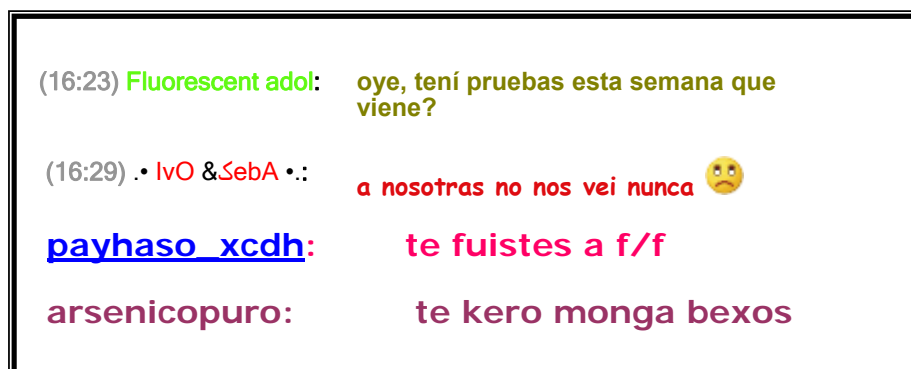 (16:23) Fluorescent adol: oye, tení pruebas esta semana que
viene?
(16:29) .• IvO &ڪebA •.: a nosotras no nos vei nunca
payhaso_xcdh: te fuistes a f/f
arsenicopuro: te kero monga bexos